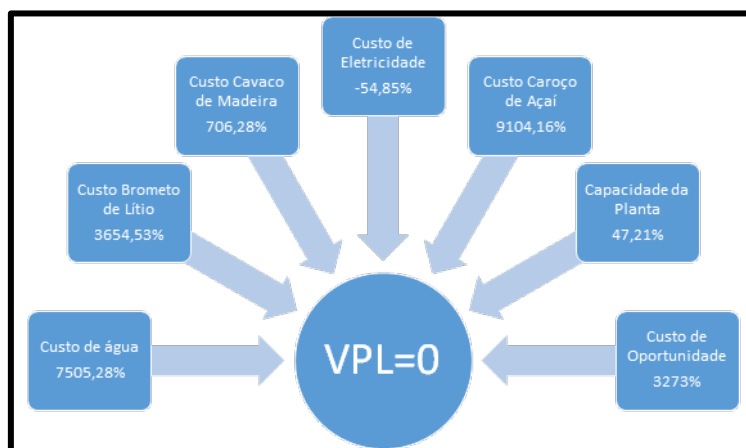 Custo de
Eletricidade
-54,85%
Custo Cavaco
de Madeira
706,28%
Custo Caroço
de Açaí
9104,16%
Custo Brometo
de Lítio
3654,53%
Capacidade da
Planta
47,21%
Custo de água
7505,28%
VPL=0
Custo de
Oportunidade
3273%